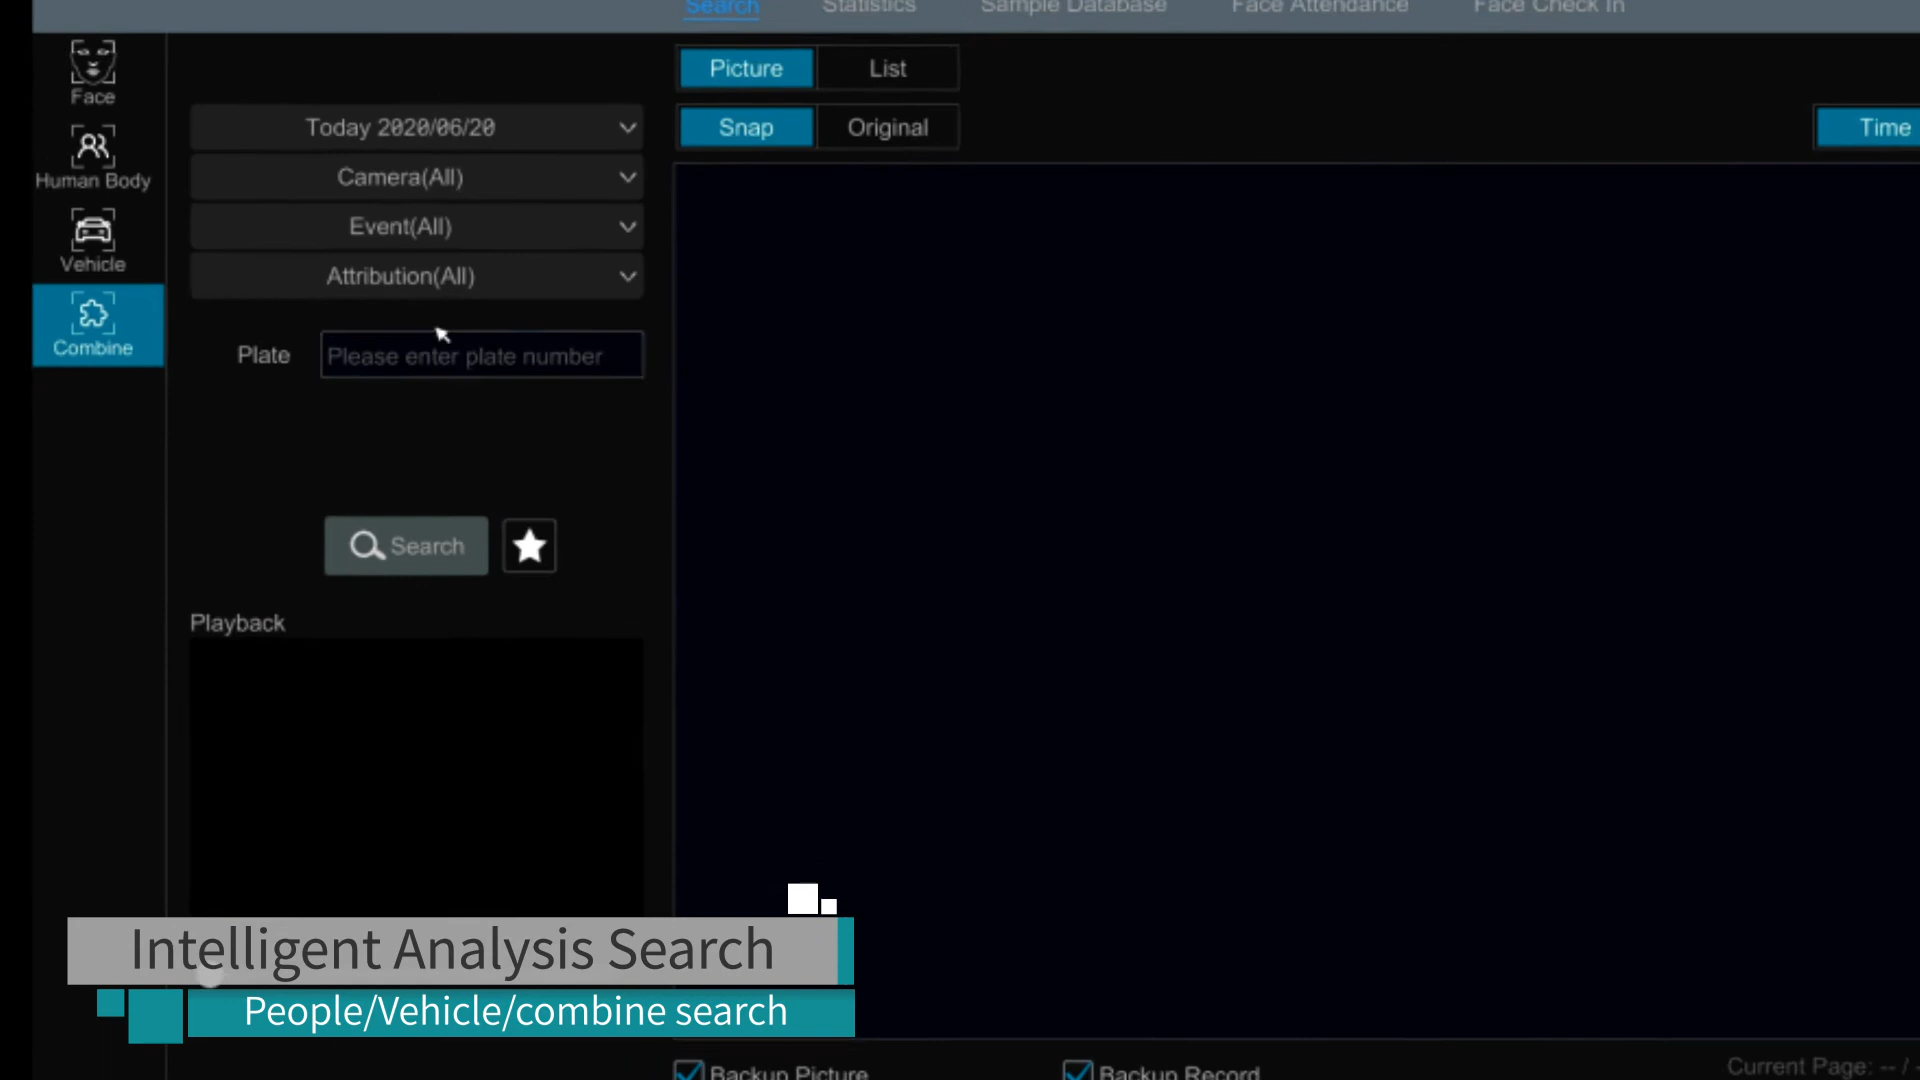 Search Statistics Sample Database Face Attendance Face Check In
Face
Human Body
Vehicle
Combine
Today 2020/06/20
Camera(All)
Event(All)
Attribution(All)
Plate Please enter plate number
Search
Playback
Picture List
Snap Original
Time
Intelligent Analysis Search
People/Vehicle/combine search
Backup Picture Backup Record
Current Page: -- / -